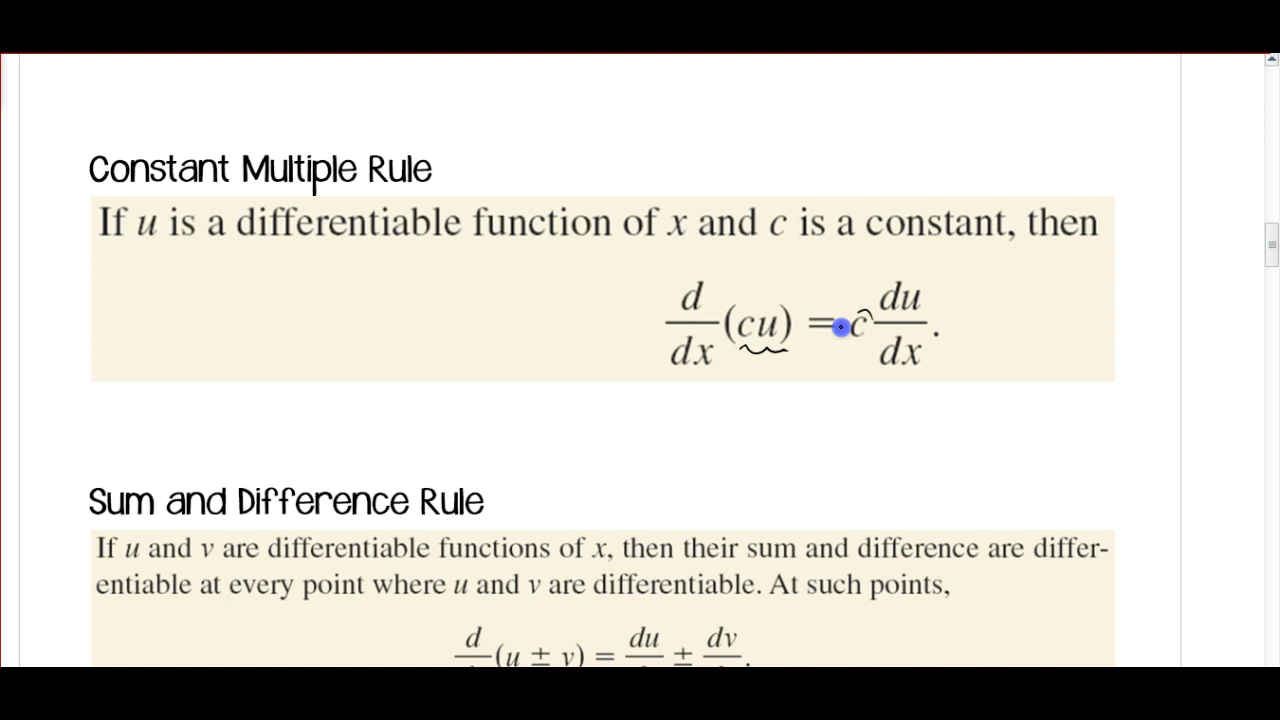 Constant Multiple Rule
If u is a differentiable function of x and c is a constant, then
d/dx (cu) = c du/dx.
Sum and Difference Rule
If u and v are differentiable functions of x, then their sum and difference are differ-
entiable at every point where u and v are differentiable. At such points,
d (u ± v) = du ± dv.